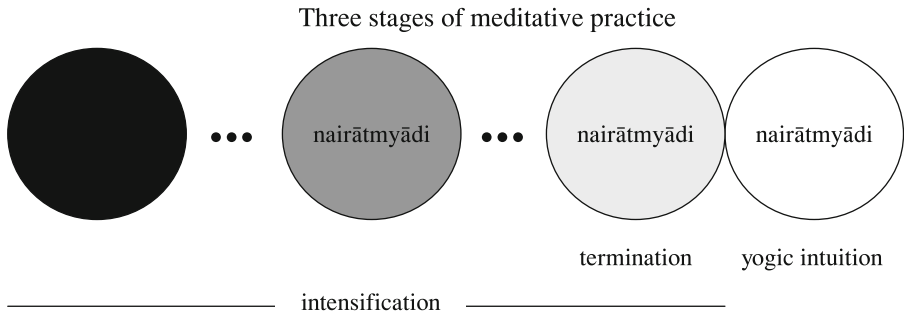 Three stages of meditative practice
nairātmyādi
nairātmyādi
nairātmyādi
termination
yogic intuition
intensification